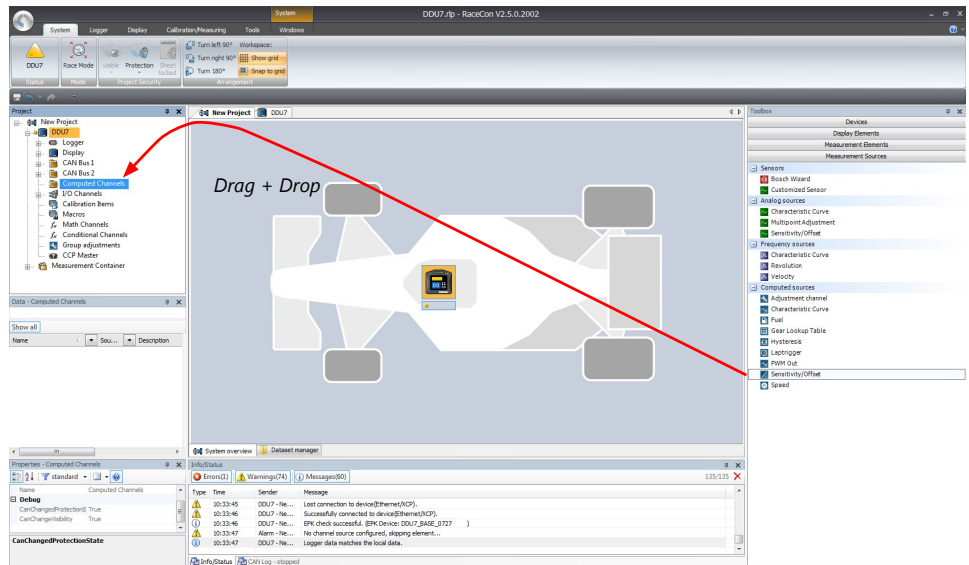 System
DDU7.rlp - RaceCon V2.5.0.2002
System Logger Display Calibration/Measuring Tools Windows
DDU7
Race Mode
visible
Protection
Sheet locked
Turn left 90° Workspace:
Turn right 90° Show grid
Turn 180° Snap to grid
Status Mode Project Security Arrangement
Project
New Project
DDU7
Logger
Display
CAN Bus 1
CAN Bus 2
Computed Channels
I/O Channels
Calibration Items
Macros
Math Channels
Conditional Channels
Group adjustments
CCP Master
Measurement Container
Data - Computed Channels
Show all
Name Sou... Description
Properties - Computed Channels
standard
Name Computed Channels
Debug
CanChangedProtectionS True
CanChangeVisibility True
CanChangedProtectionState
New Project DDU7
Drag + Drop
System overview Dataset manager
Info/Status
Errors(1) Warnings(74) Messages(60) 135/135
Type Time Sender Message
10:33:45 DDU7 - Ne... Lost connection to device(Ethernet/XCP).
10:33:46 DDU7 - Ne... Successfully connected to device(Ethernet/XCP).
10:33:46 DDU7 - Ne... EPK check successful. (EPK Device: DDU7_BASE_0727 )
10:33:47 Alarm - Ne... No channel source configured, skipping element...
10:33:47 DDU7 - Ne... Logger data matches the local data.
Info/Status CAN Log - stopped
Toolbox
Devices
Display Elements
Measurement Elements
Measurement Sources
Sensors
Bosch Wizard
Customized Sensor
Analog sources
Characteristic Curve
Multipoint Adjustment
Sensitivity/Offset
Frequency sources
Characteristic Curve
Revolution
Velocity
Computed sources
Adjustment channel
Characteristic Curve
Fuel
Gear Lookup Table
Hysteresis
Laptrigger
PWM Out
Sensitivity/Offset
Speed